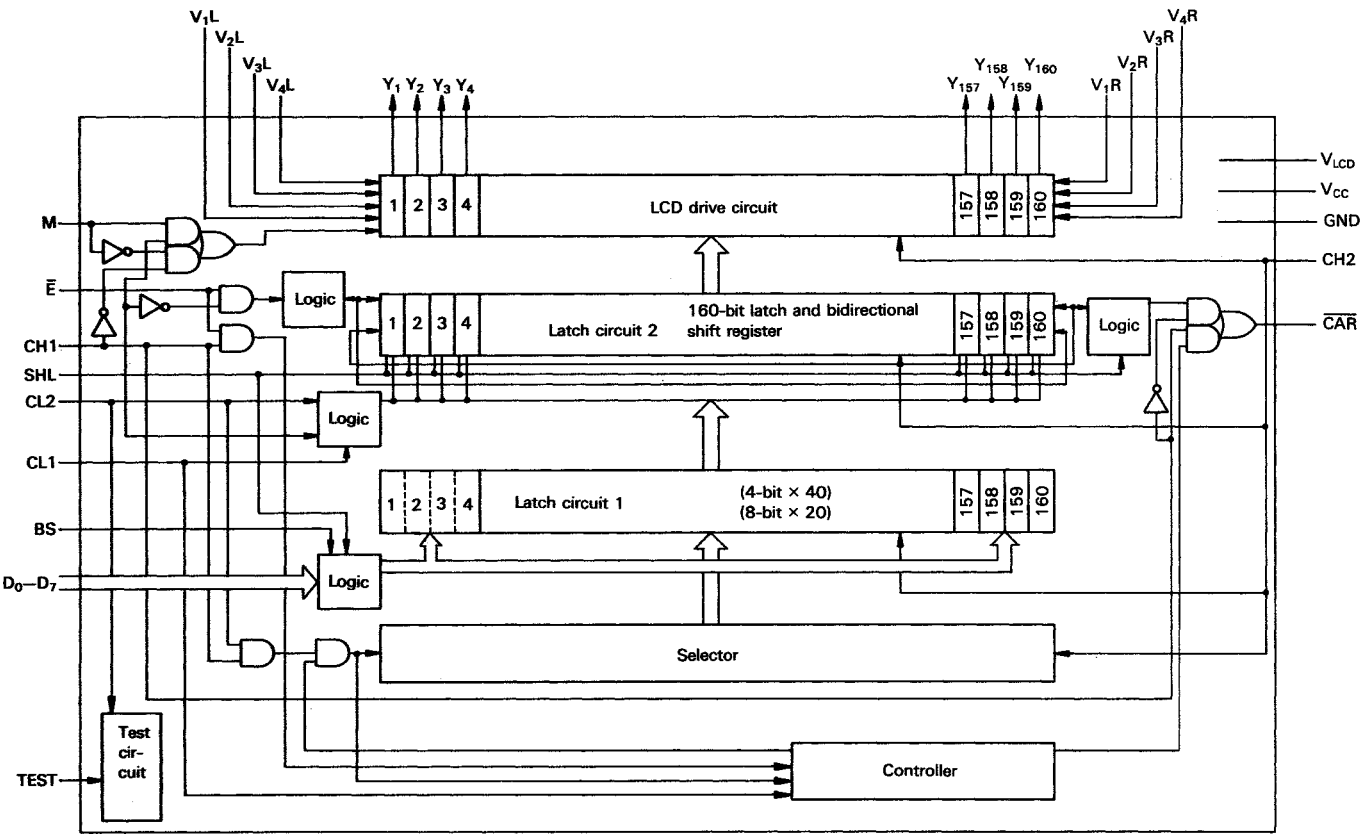 V₁L
V₂L
V₃L
V₄L
Y₁ Y₂ Y₃ Y₄
Y₁₅₇ Y₁₅₈ Y₁₅₉ Y₁₆₀
V₁R
V₂R
V₃R
V₄R
V_LCD
V_CC
GND
CH2
1 2 3 4
LCD drive circuit
157 158 159 160
M
E̅
Logic
1 2 3 4
Latch circuit 2
160-bit latch and bidirectional
shift register
157 158 159 160
Logic
C̅A̅R̅
CH1
SHL
CL2
Logic
CL1
1 2 3 4
Latch circuit 1
(4-bit × 40)
(8-bit × 20)
157 158 159 160
BS
D₀—D₇
Logic
Selector
Test
cir-
cuit
TEST
Controller